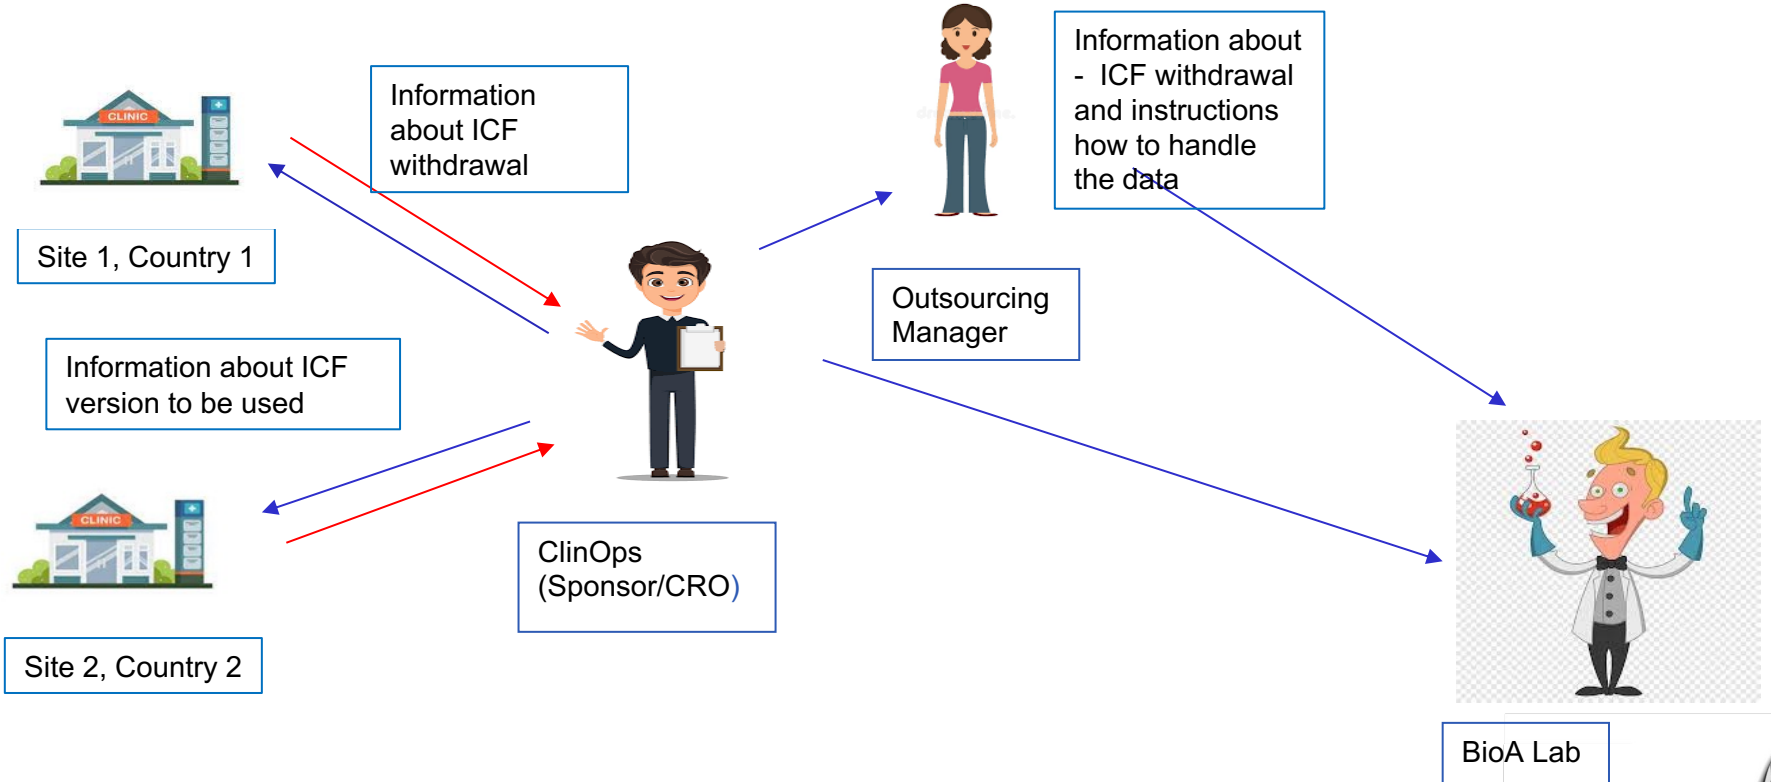 CLINIC
Information
about ICF
withdrawal
Information about
- ICF withdrawal
and instructions
how to handle
the data
Site 1, Country 1
Outsourcing
Manager
Information about ICF
version to be used
CLINIC
ClinOps
(Sponsor/CRO)
Site 2, Country 2
BioA Lab